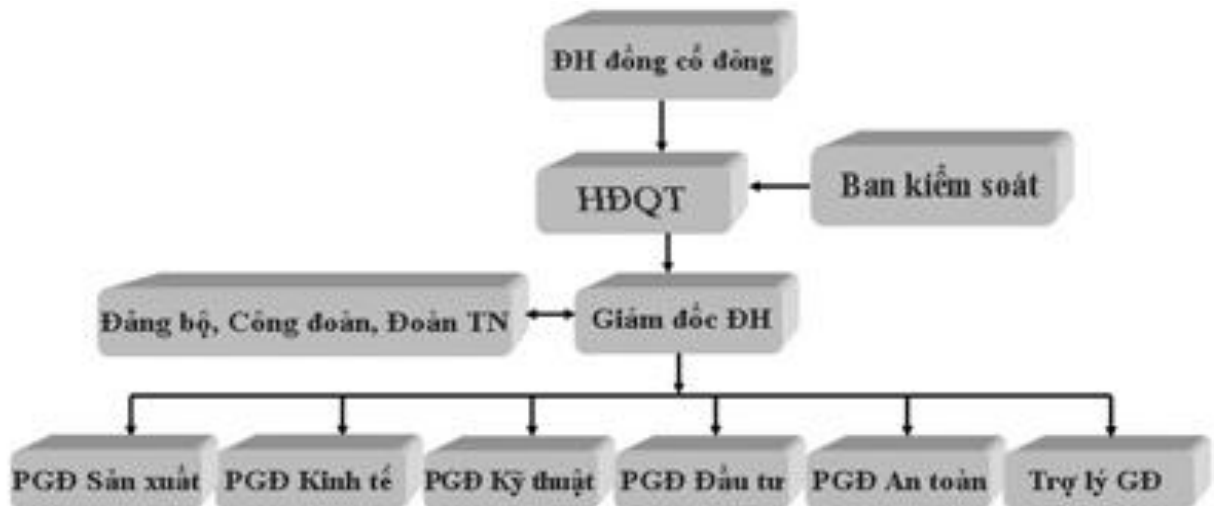 ĐH đồng cổ đông
HĐQT
Ban kiểm soát
Đảng bộ, Công đoàn, Đoàn TN
Giám đốc ĐH
PGĐ Sản xuất
PGĐ Kinh tế
PGĐ Kỹ thuật
PGĐ Đầu tư
PGĐ An toàn
Trợ lý GĐ